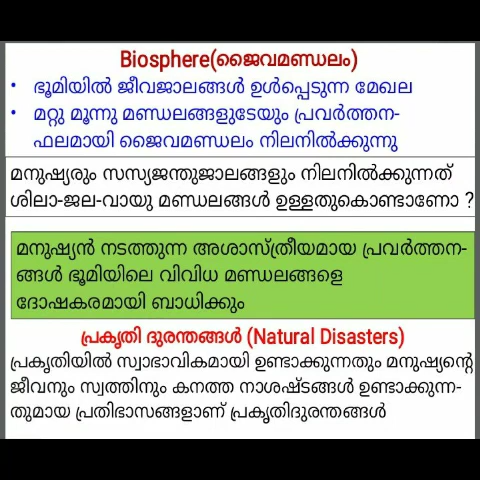 Biosphere(ജൈവമണ്ഡലം)
• ഭൂമിയിൽ ജീവജാലങ്ങൾ ഉൾപ്പെടുന്ന മേഖല
• മറ്റു മൂന്നു മണ്ഡലങ്ങളുടേയും പ്രവർത്തന-
ഫലമായി ജൈവമണ്ഡലം നിലനിൽക്കുന്നു
മനുഷ്യരും സസ്യജന്തുജാലങ്ങളും നിലനിൽക്കുന്നത്
ശിലാ-ജല-വായു മണ്ഡലങ്ങൾ ഉള്ളതുകൊണ്ടാണോ ?
മനുഷ്യൻ നടത്തുന്ന അശാസ്ത്രീയമായ പ്രവർത്തന-
ങ്ങൾ ഭൂമിയിലെ വിവിധ മണ്ഡലങ്ങളെ
ദോഷകരമായി ബാധിക്കും
പ്രകൃതി ദുരന്തങ്ങൾ (Natural Disasters)
പ്രകൃതിയിൽ സ്വാഭാവികമായി ഉണ്ടാക്കുന്നതും മനുഷ്യന്റെ
ജീവനും സ്വത്തിനും കനത്ത നാശഷ്ടങ്ങൾ ഉണ്ടാക്കുന്ന-
തുമായ പ്രതിഭാസങ്ങളാണ് പ്രകൃതിദുരന്തങ്ങൾ